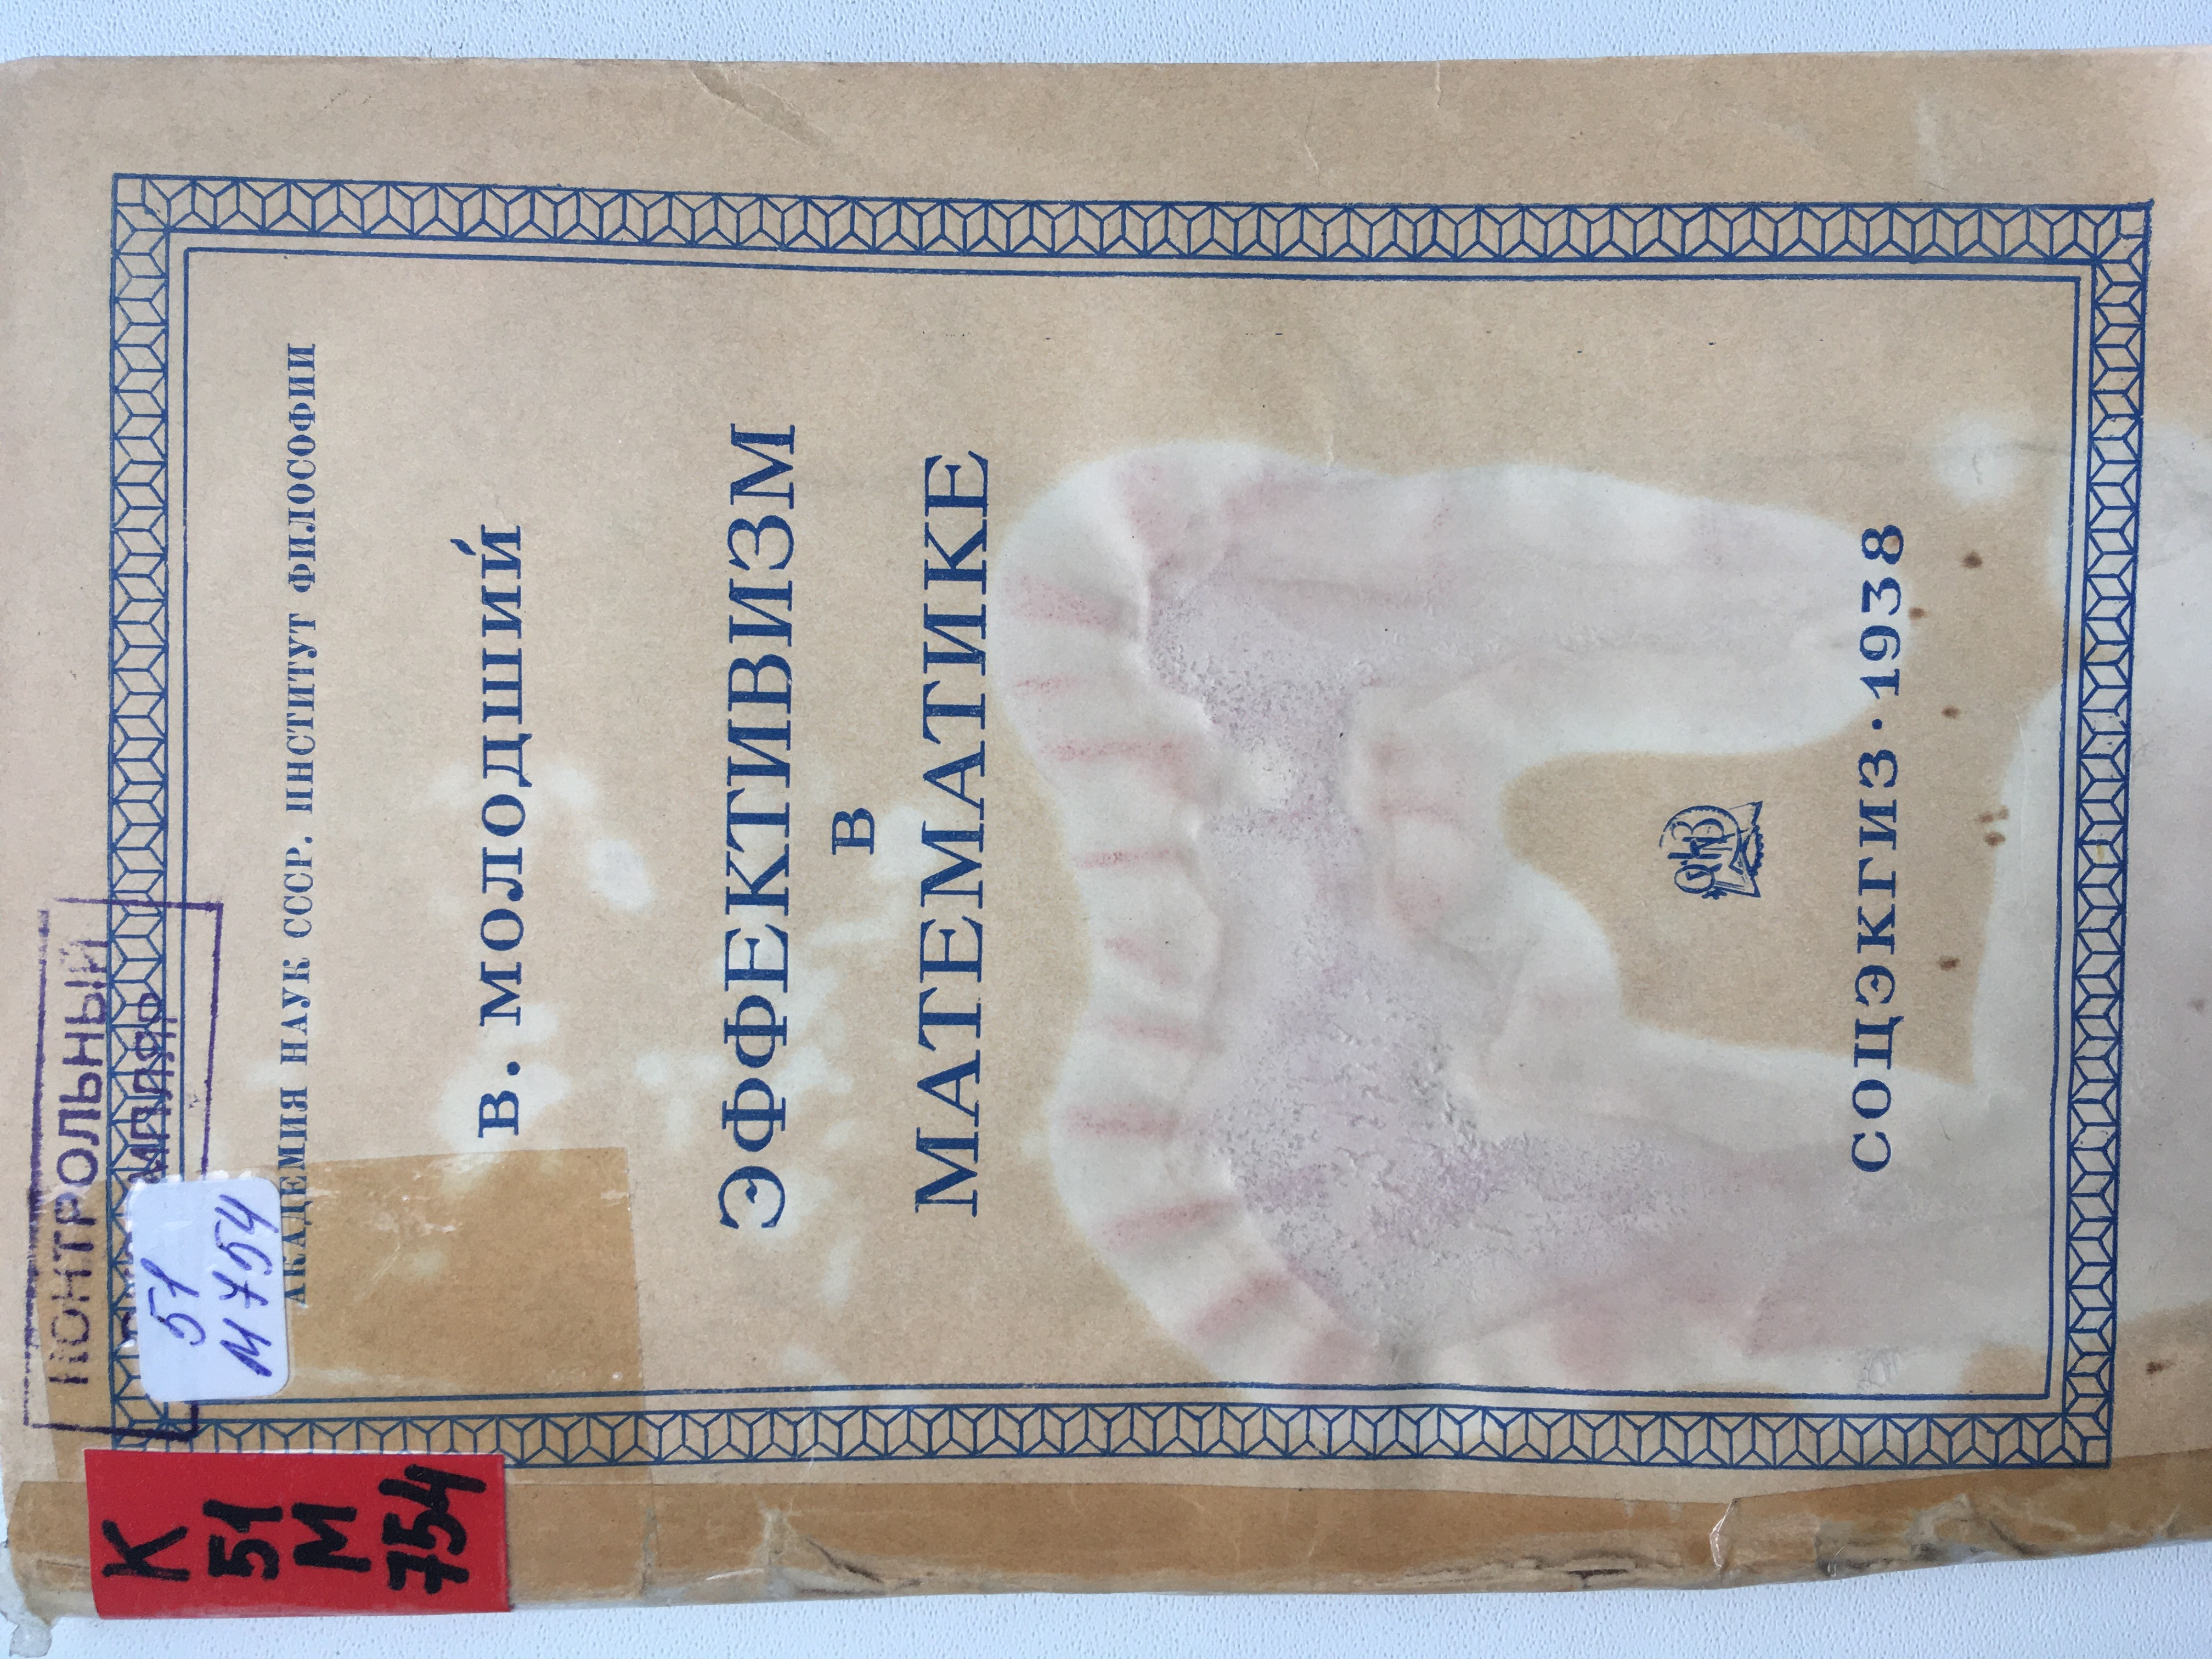 КОНТРОЛЬНЫЙ
51
М 754
АКАДЕМИЯ НАУК СССР. ИНСТИТУТ ФИЛОСОФИИ
В. МОЛОДШИЙ
ЭФФЕКТИВИЗМ
В
МАТЕМАТИКЕ
СОЦЭКГИЗ · 1938
К
51
М
754